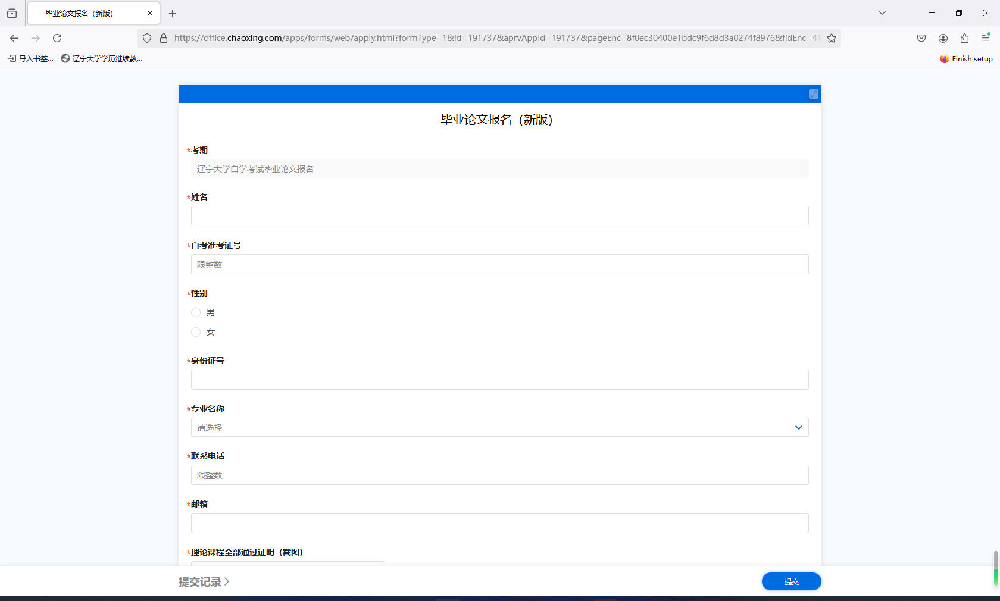 毕业论文报名（新版）
https://office.chaoxing.com/apps/forms/web/apply.html?formType=1&id=191737&aprvAppId=191737&pageEnc=8f0ec30400e1bdc9f6d8d3a0274f8976&fidEnc=41
导入书签... 辽宁大学学历继续教... Finish setup
毕业论文报名（新版）
*考期
辽宁大学自学考试毕业论文报名
*姓名
*自考准考证号
限整数
*性别
男
女
*身份证号
*专业名称
请选择
*联系电话
限整数
*邮箱
*理论课程全部通过证明（截图）
提交记录 提交